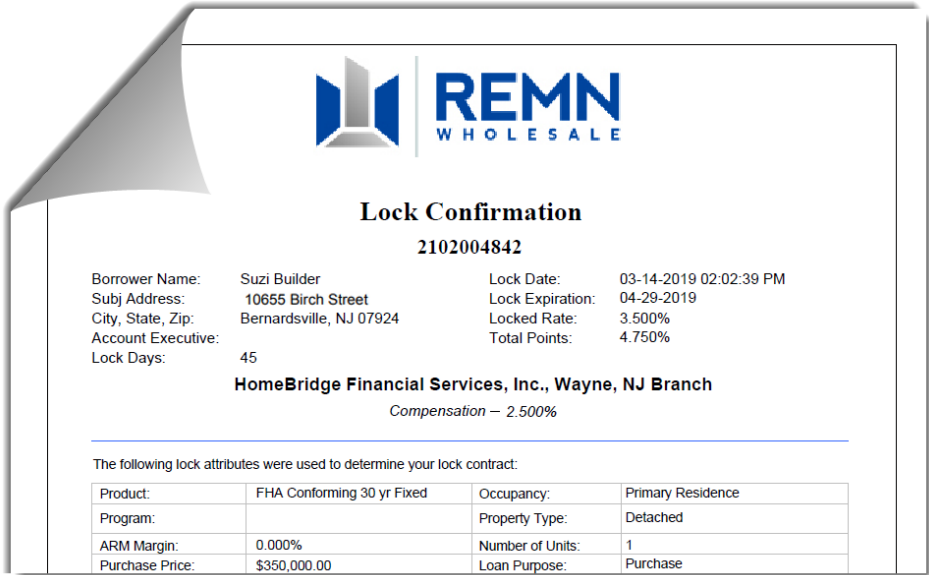 REMN
WHOLESALE
Lock Confirmation
2102004842
Borrower Name: Suzi Builder Lock Date: 03-14-2019 02:02:39 PM
Subj Address: 10655 Birch Street Lock Expiration: 04-29-2019
City, State, Zip: Bernardsville, NJ 07924 Locked Rate: 3.500%
Account Executive: Total Points: 4.750%
Lock Days: 45
HomeBridge Financial Services, Inc., Wayne, NJ Branch
Compensation – 2.500%
The following lock attributes were used to determine your lock contract:
Product: FHA Conforming 30 yr Fixed Occupancy: Primary Residence
Program: Property Type: Detached
ARM Margin: 0.000% Number of Units: 1
Purchase Price: $350,000.00 Loan Purpose: Purchase